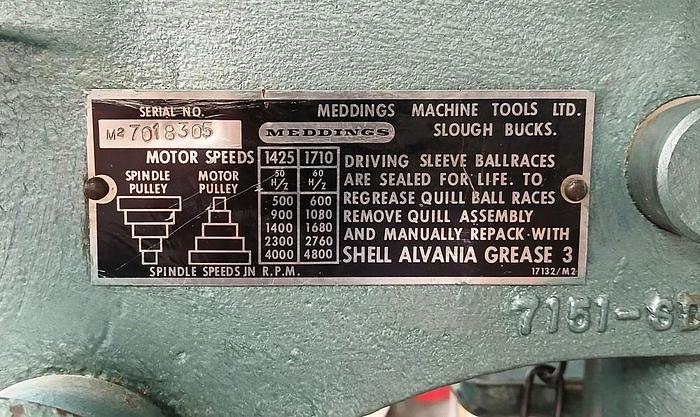 SERIAL NO.
M2 7018305
MEDDINGS MACHINE TOOLS LTD.
MEDDINGS
SLOUGH BUCKS.
MOTOR SPEEDS 1425 1710
SPINDLE PULLEY
MOTOR PULLEY
50 H/Z 60 H/Z
500 600
900 1080
1400 1680
2300 2760
4000 4800
SPINDLE SPEEDS IN R.P.M.
DRIVING SLEEVE BALLRACES
ARE SEALED FOR LIFE. TO
REGREASE QUILL BALL RACES
REMOVE QUILL ASSEMBLY
AND MANUALLY REPACK WITH
SHELL ALVANIA GREASE 3
17132/M2
7151-S